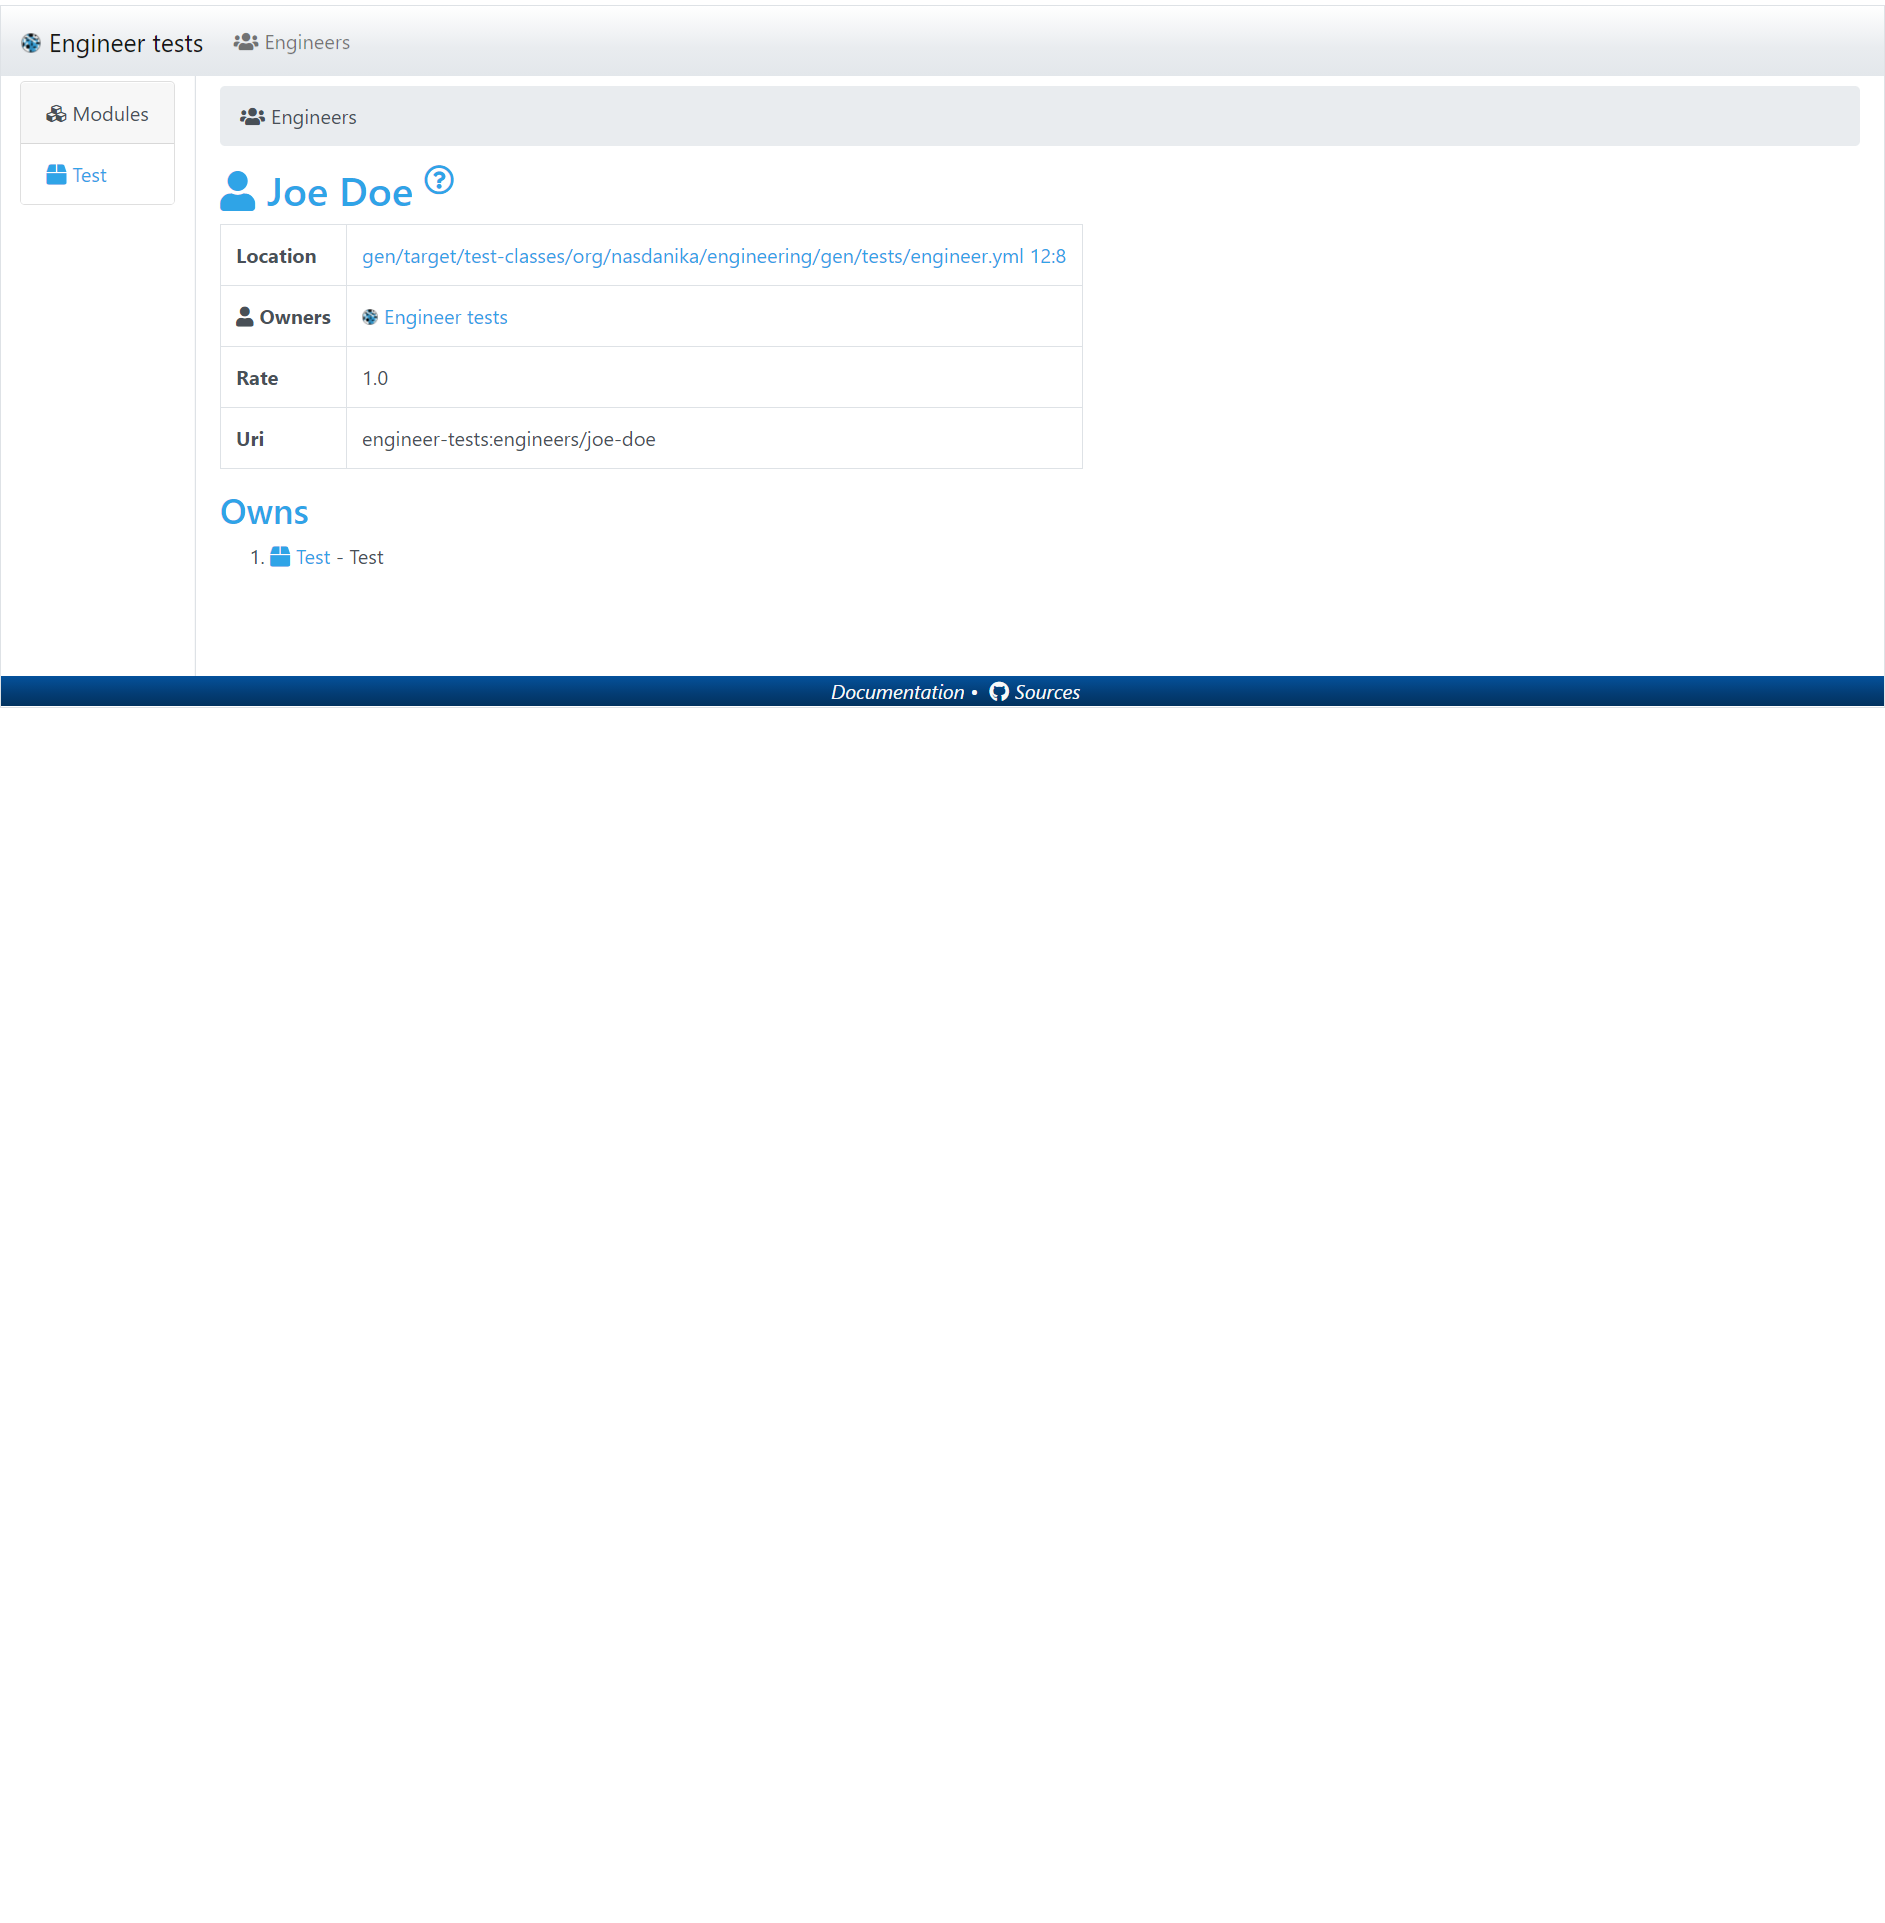 Engineer tests Engineers
Modules
Test
Engineers
Joe Doe
Location gen/target/test-classes/org/nasdanika/engineering/gen/tests/engineer.yml 12:8
Owners Engineer tests
Rate 1.0
Uri engineer-tests:engineers/joe-doe
Owns
1. Test - Test
Documentation • Sources